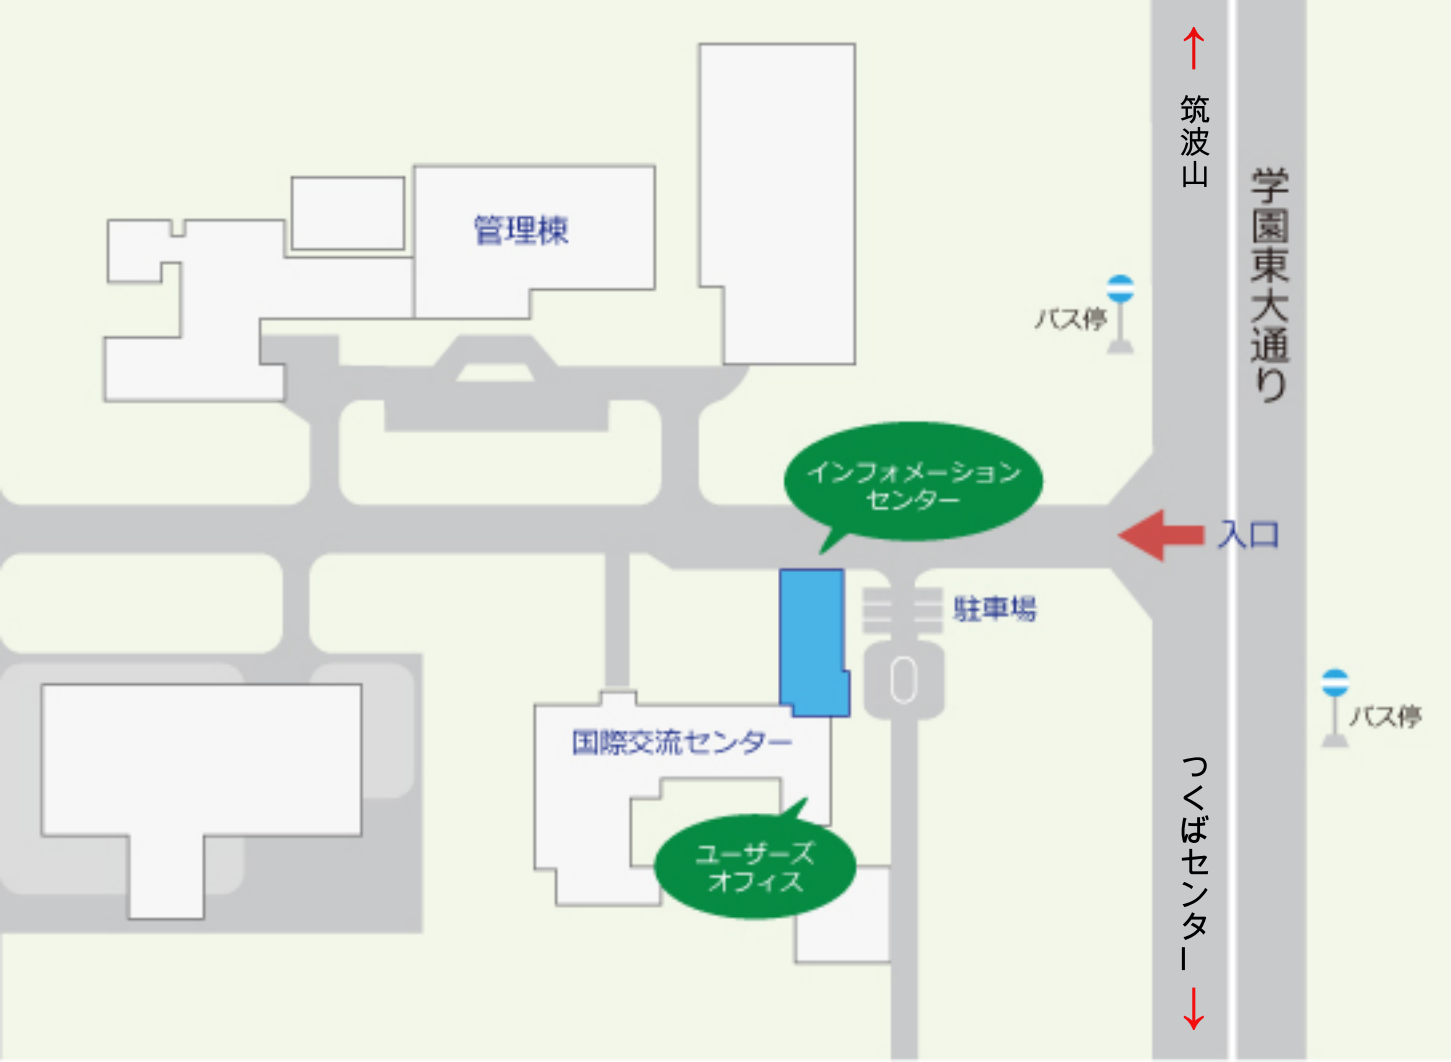 ↑
筑波山
学園東大通り
管理棟
バス停
インフォメーション
センター
入口
駐車場
国際交流センター
バス停
ユーザーズ
オフィス
つくばセンター
↓